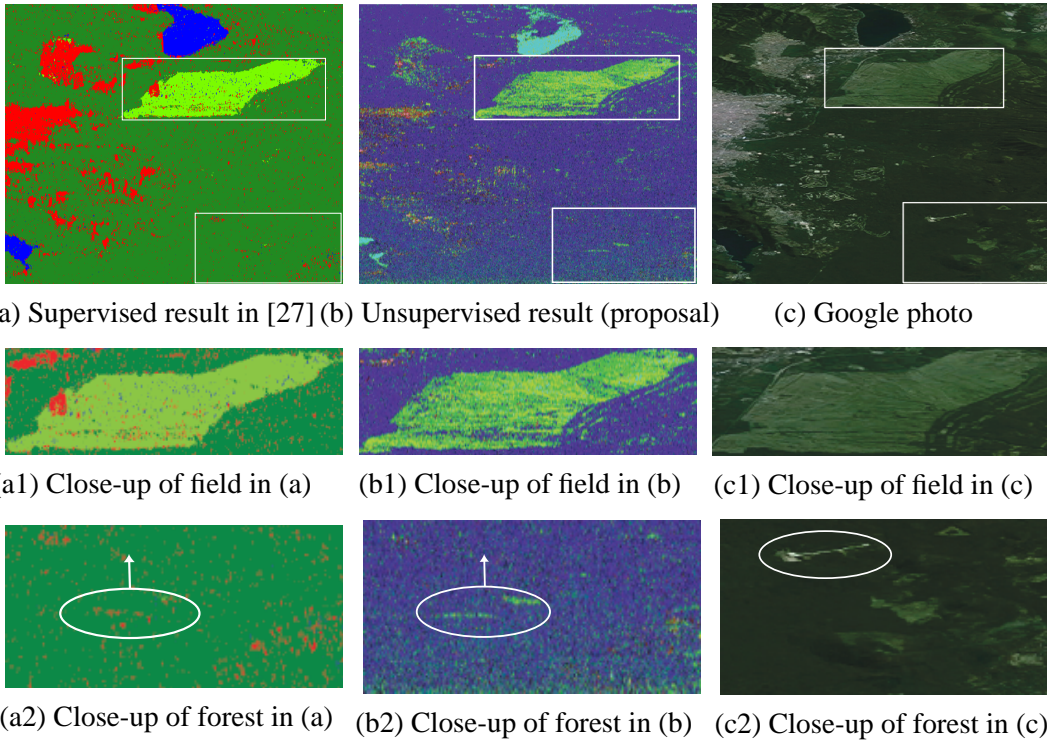 a) Supervised result in [27] (b) Unsupervised result (proposal) (c) Google photo
a1) Close-up of field in (a) (b1) Close-up of field in (b) (c1) Close-up of field in (c)
(a2) Close-up of forest in (a) (b2) Close-up of forest in (b) (c2) Close-up of forest in (c)